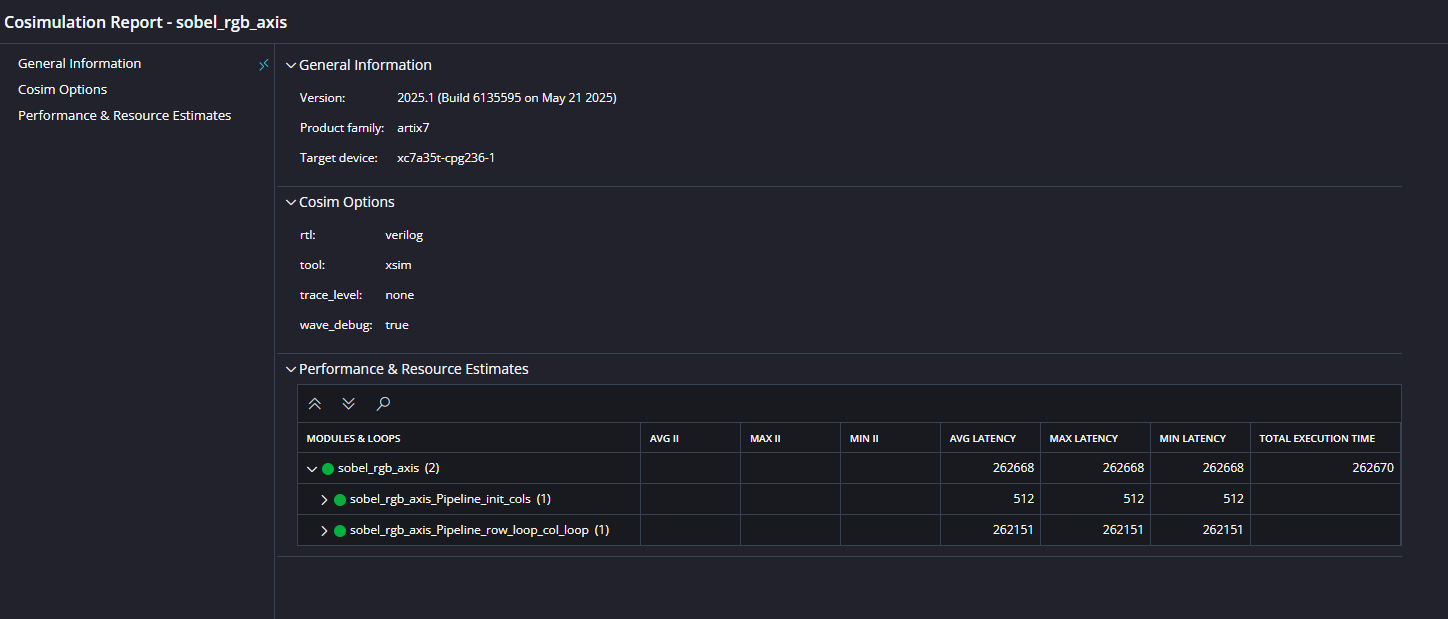 Cosimulation Report - sobel_rgb_axis
General Information
Cosim Options
Performance & Resource Estimates
General Information
Version: 2025.1 (Build 6135595 on May 21 2025)
Product family: artix7
Target device: xc7a35t-cpg236-1
Cosim Options
rtl: verilog
tool: xsim
trace_level: none
wave_debug: true
Performance & Resource Estimates
MODULES & LOOPS AVG II MAX II MIN II AVG LATENCY MAX LATENCY MIN LATENCY TOTAL EXECUTION TIME
sobel_rgb_axis (2) 262668 262668 262668 262670
sobel_rgb_axis_Pipeline_init_cols (1) 512 512 512
sobel_rgb_axis_Pipeline_row_loop_col_loop (1) 262151 262151 262151